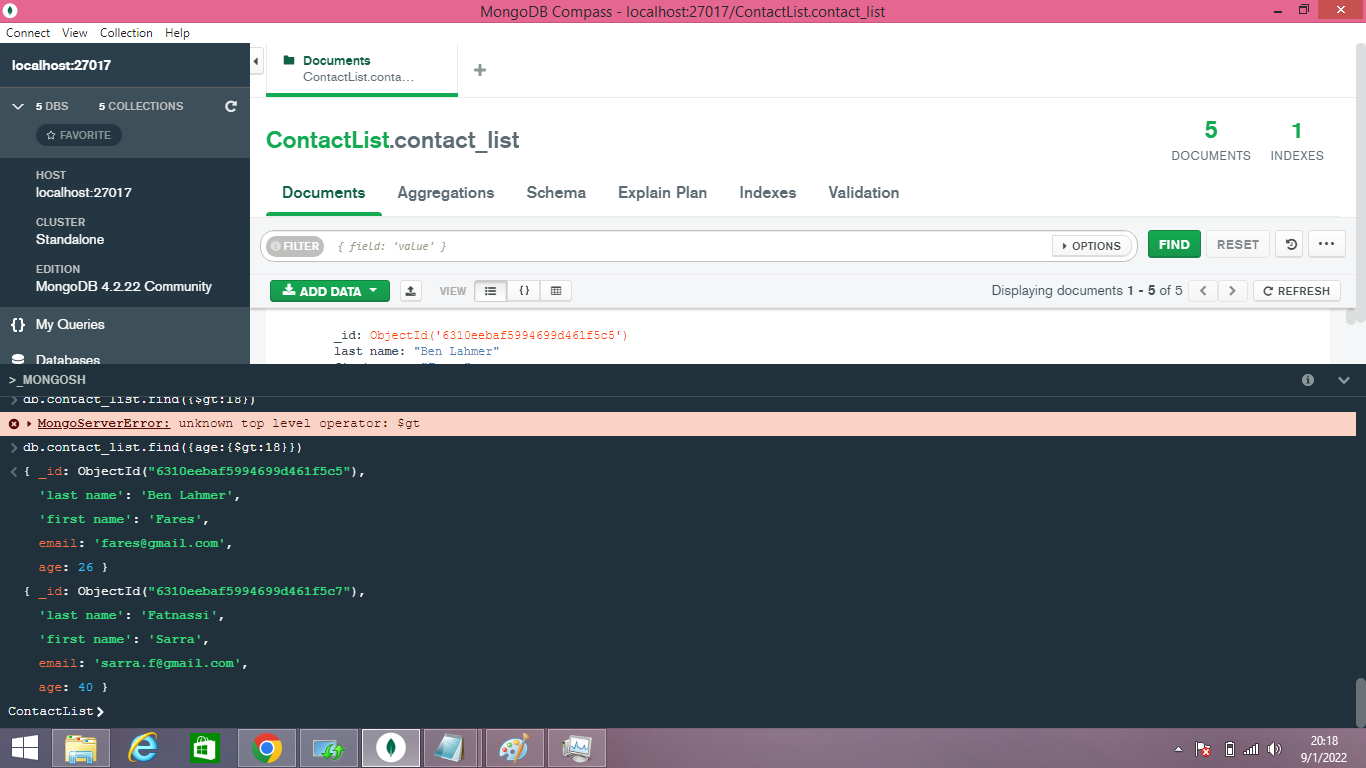 MongoDB Compass - localhost:27017/ContactList.contact_list
Connect View Collection Help
localhost:27017
5 DBS 5 COLLECTIONS
FAVORITE
HOST
localhost:27017
CLUSTER
Standalone
EDITION
MongoDB 4.2.22 Community
{} My Queries
Databases
Documents
ContactList.conta...
+
ContactList.contact_list
5
DOCUMENTS
1
INDEXES
Documents Aggregations Schema Explain Plan Indexes Validation
FILTER { field: 'value' } OPTIONS FIND RESET ...
ADD DATA VIEW {} Displaying documents 1 - 5 of 5 < > REFRESH
_id: ObjectId('6310eebaf5994699d461f5c5')
last name: "Ben Lahmer"
>_MONGOSH
> db.contact_list.find({$gt:18})
MongoServerError: unknown top level operator: $gt
> db.contact_list.find({age:{$gt:18}})
< { _id: ObjectId("6310eebaf5994699d461f5c5"),
'last name': 'Ben Lahmer',
'first name': 'Fares',
email: 'fares@gmail.com',
age: 26 }
{ _id: ObjectId("6310eebaf5994699d461f5c7"),
'last name': 'Fatnassi',
'first name': 'Sarra',
email: 'sarra.f@gmail.com',
age: 40 }
ContactList>
20:18
9/1/2022